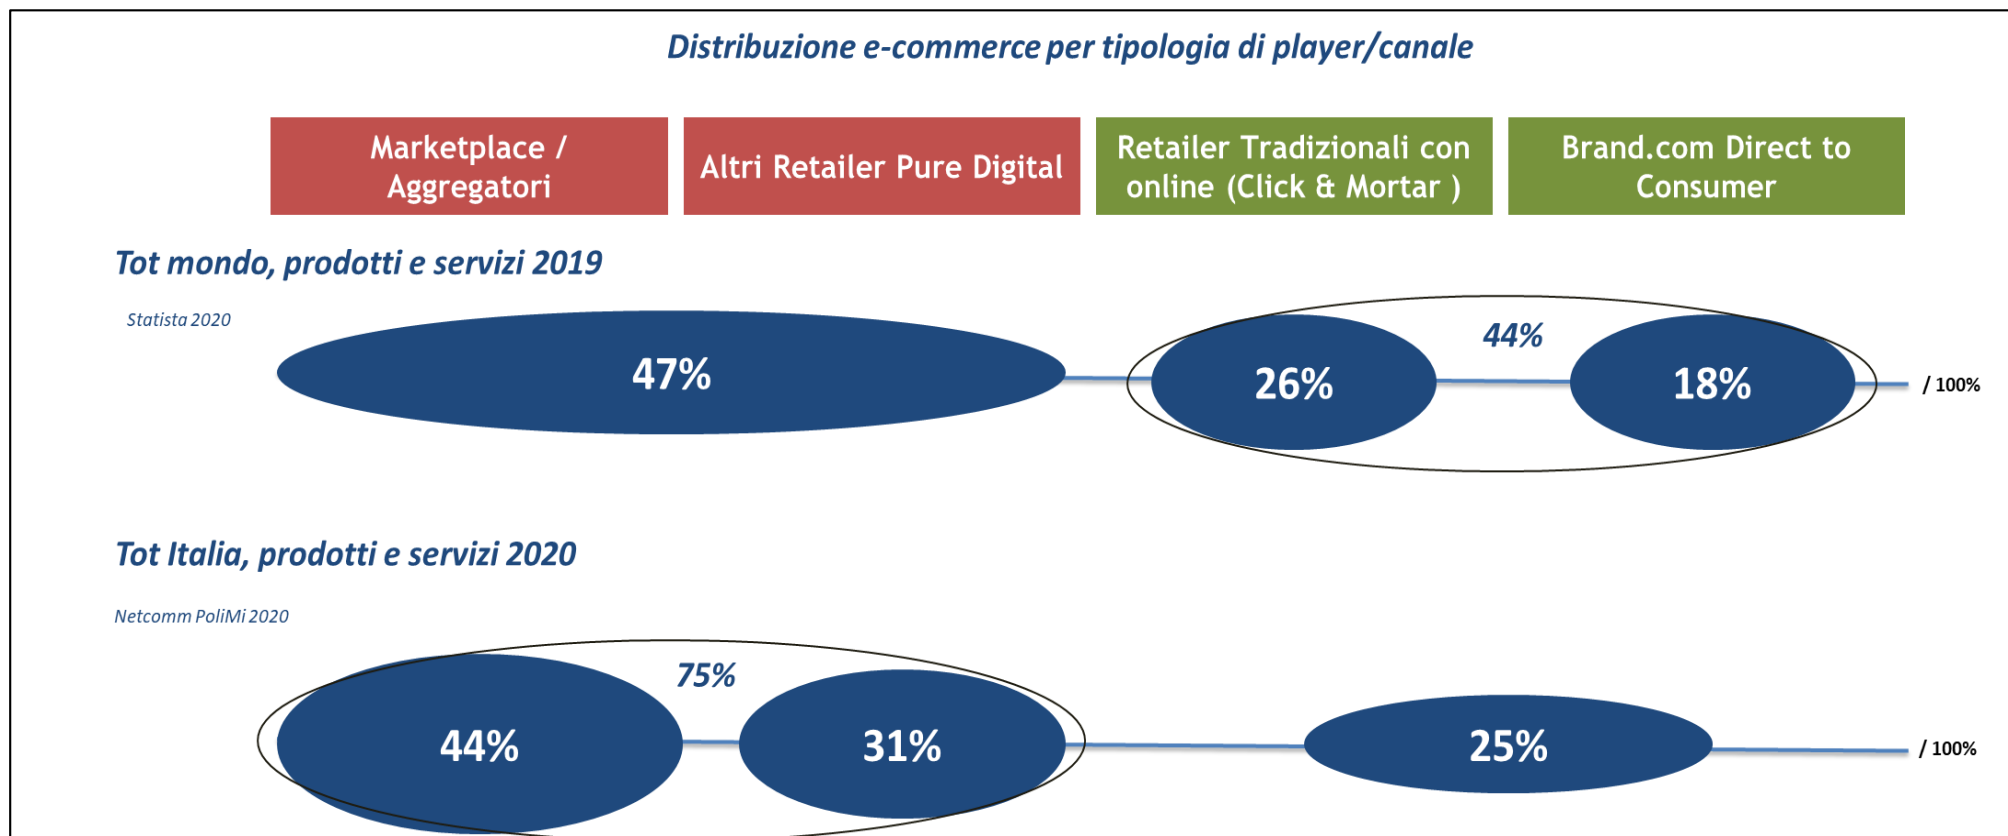 Distribuzione e-commerce per tipologia di player/canale
Marketplace /
Aggregatori
Altri Retailer Pure Digital
Retailer Tradizionali con
online (Click & Mortar )
Brand.com Direct to
Consumer
Tot mondo, prodotti e servizi 2019
Statista 2020
47%
26%
44%
18%
/ 100%
Tot Italia, prodotti e servizi 2020
Netcomm PoliMi 2020
44%
75%
31%
25%
/ 100%